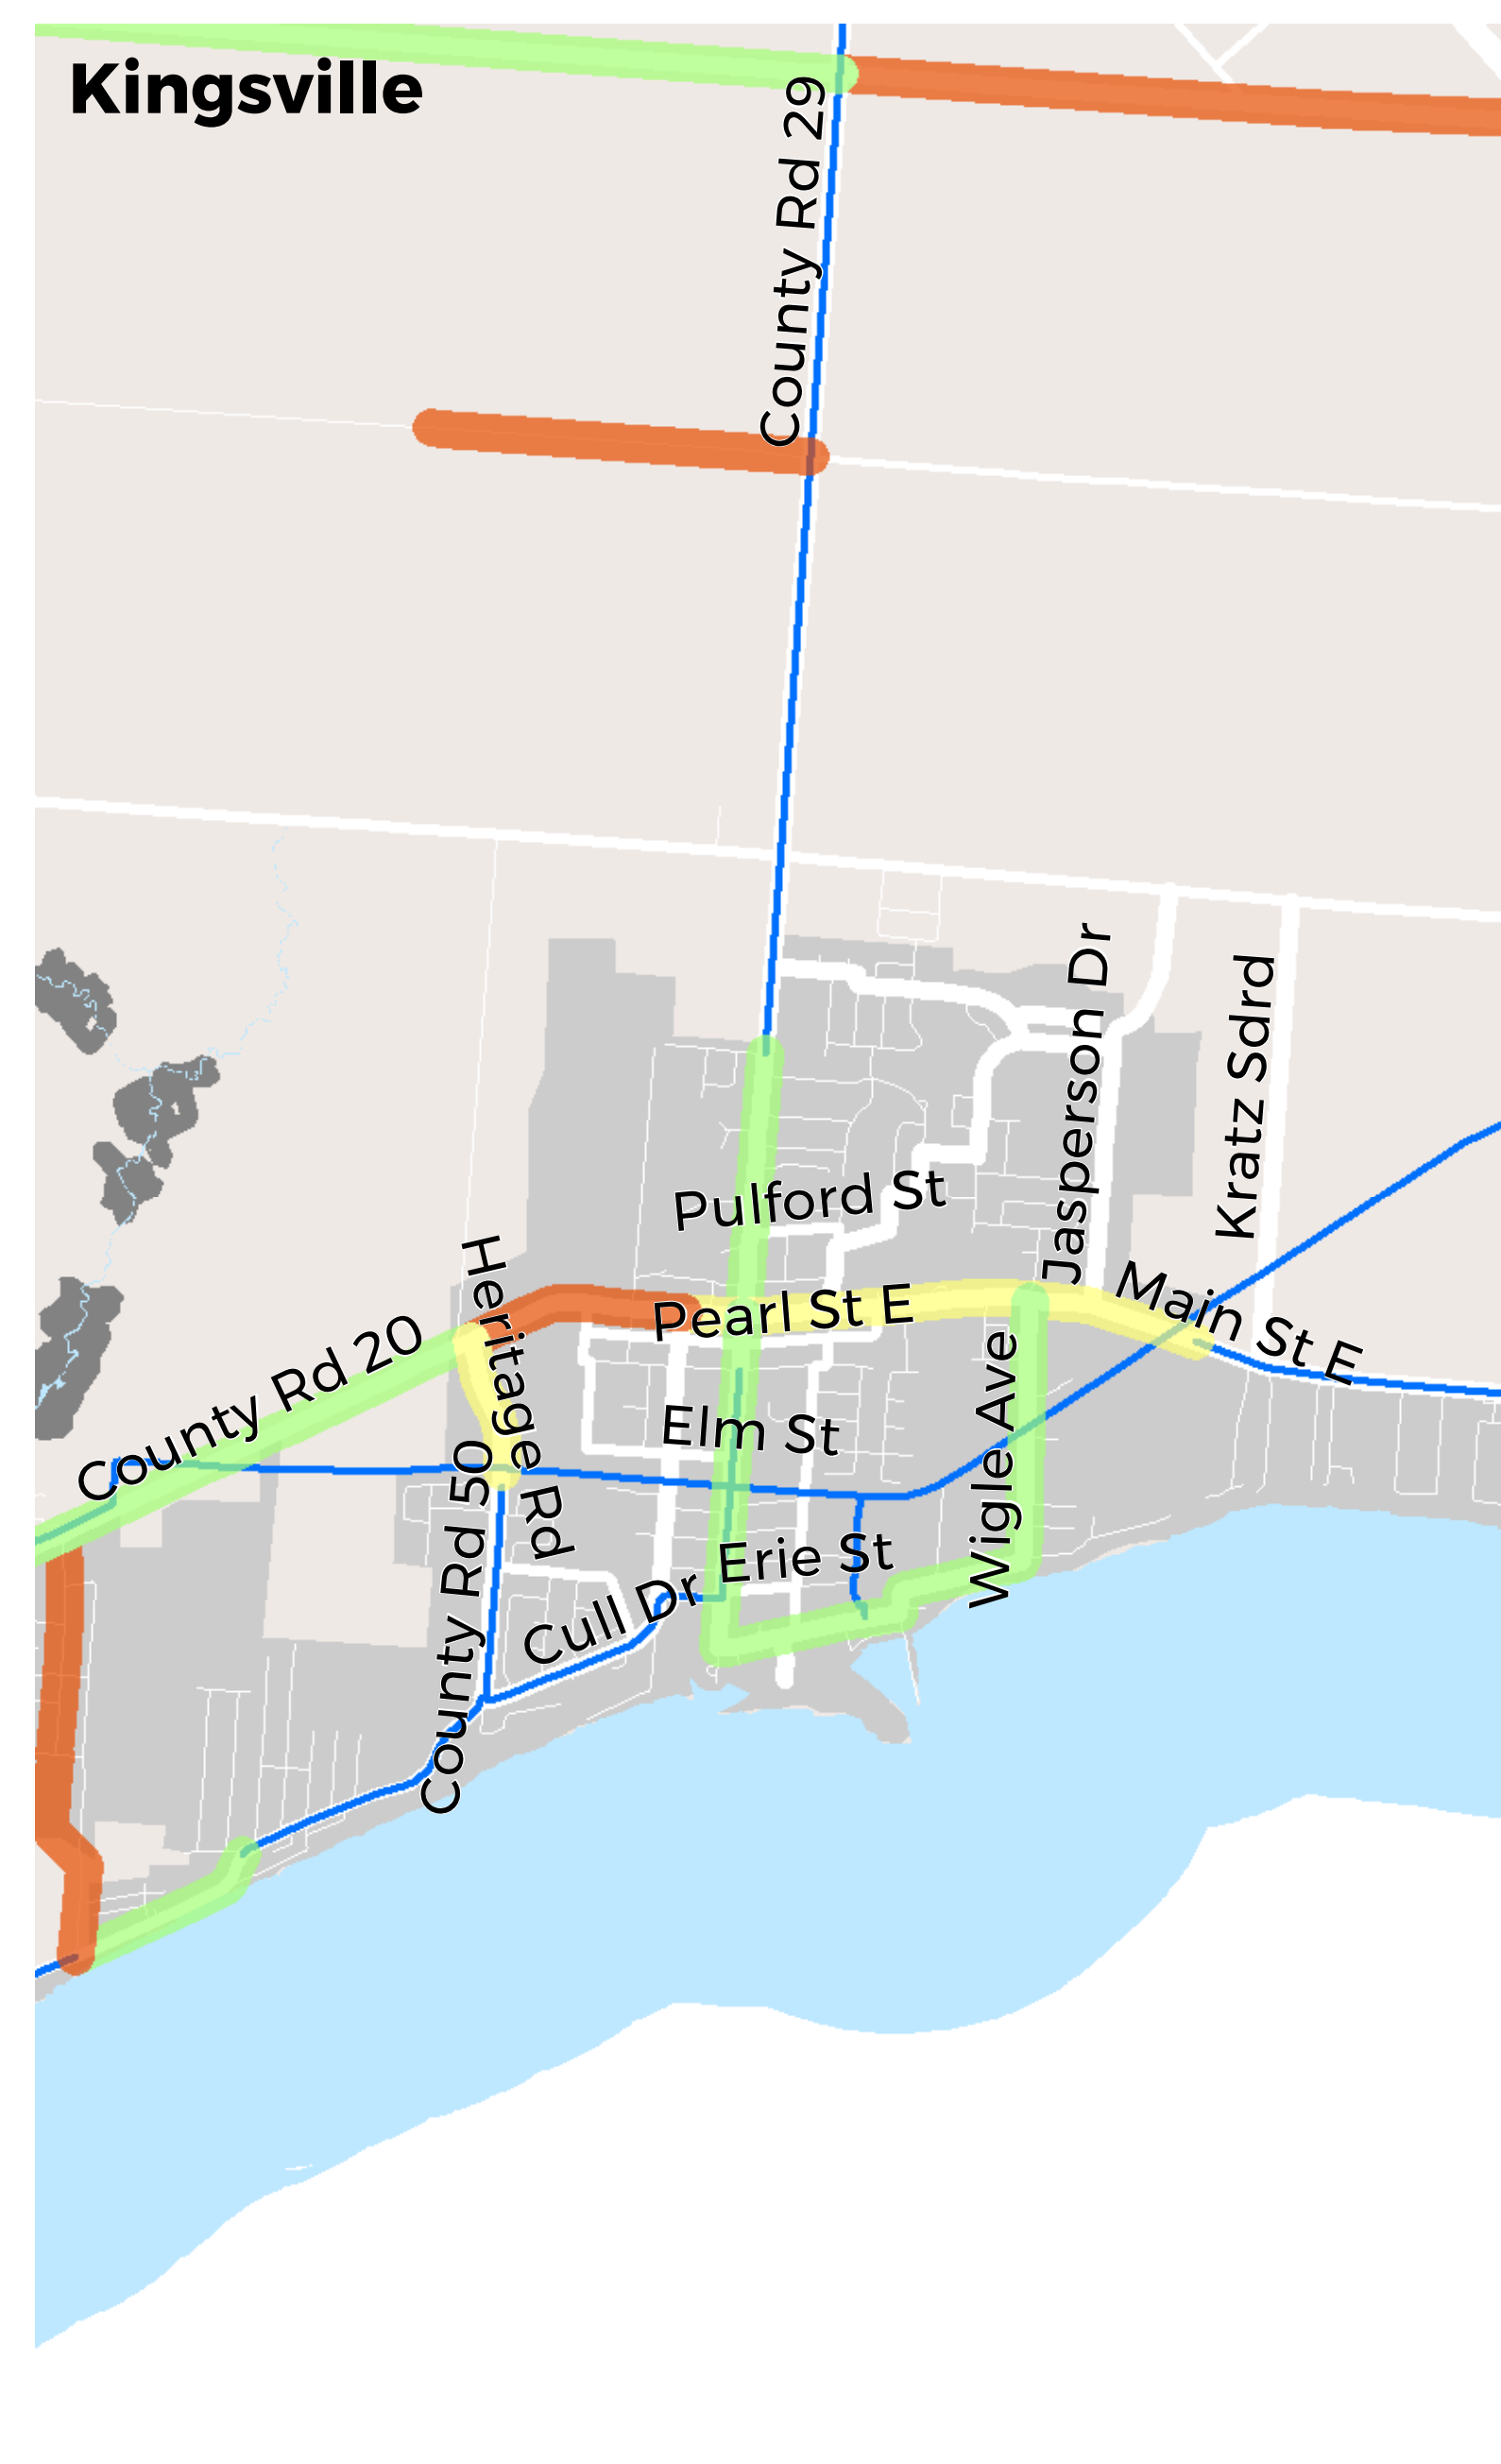 Kingsville
County Rd 29
Jasperson Dr
Kratz Sdrd
Pulford St
Heritage Rd
Main St E
Pearl St E
County Rd 20
Wigle Ave
Elm St
County Rd 50
Erie St
Cull Dr